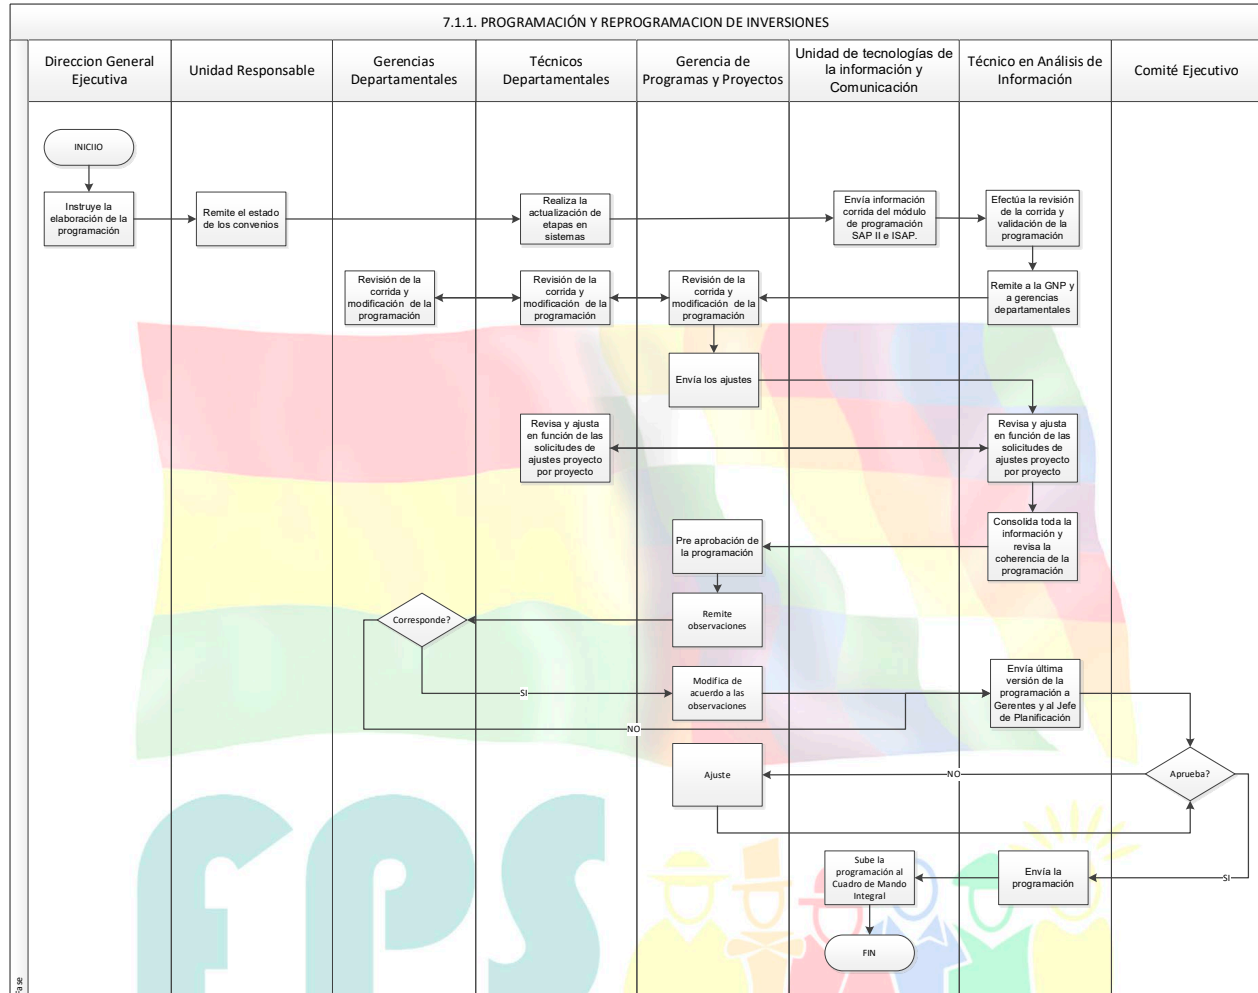 7.1.1. PROGRAMACIÓN Y REPROGRAMACION DE INVERSIONES
Direccion General
Ejecutiva
Unidad Responsable
Gerencias
Departamentales
Técnicos
Departamentales
Gerencia de
Programas y Proyectos
Unidad de tecnologías de
la información y
Comunicación
Técnico en Análisis de
Información
Comité Ejecutivo
INICIIO
Instruye la
elaboración de la
programación
Remite el estado
de los convenios
Realiza la
actualización de
etapas en
sistemas
Envía información
corrida del módulo
de programación
SAP II e ISAP.
Efectúa la revisión
de la corrida y
validación de la
programación
Revisión de la
corrida y
modificación de la
programación
Revisión de la
corrida y
modificación de la
programación
Revisión de la
corrida y
modificación de la
programación
Remite a la GNP y
a gerencias
departamentales
Envía los ajustes
Revisa y ajusta
en función de las
solicitudes de
ajustes proyecto
por proyecto
Revisa y ajusta
en función de las
solicitudes de
ajustes proyecto
por proyecto
Pre aprobación de
la programación
Consolida toda la
información y
revisa la
coherencia de la
programación
Corresponde?
Remite
observaciones
SI
Modifica de
acuerdo a las
observaciones
Envía última
versión de la
programación a
Gerentes y al Jefe
de Planificación
NO
Ajuste
NO
Aprueba?
Sube la
programación al
Cuadro de Mando
Integral
Envía la
programación
SI
FIN
Fase
FPS